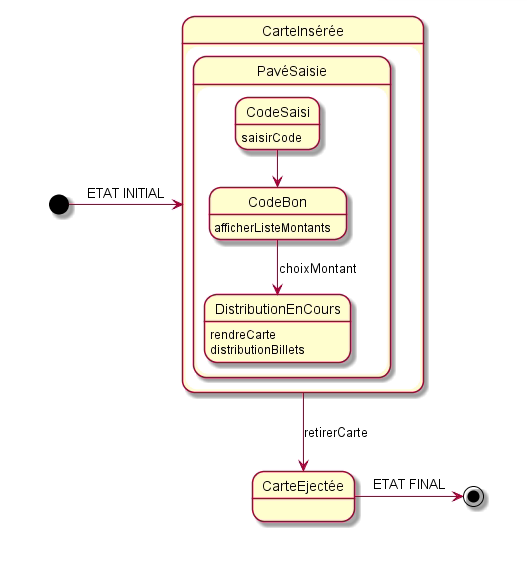 CarteInsérée
PavéSaisie
CodeSaisi
saisirCode
ETAT INITIAL
CodeBon
afficherListeMontants
choixMontant
DistributionEnCours
rendreCarte
distributionBillets
retirerCarte
CarteEjectée
ETAT FINAL